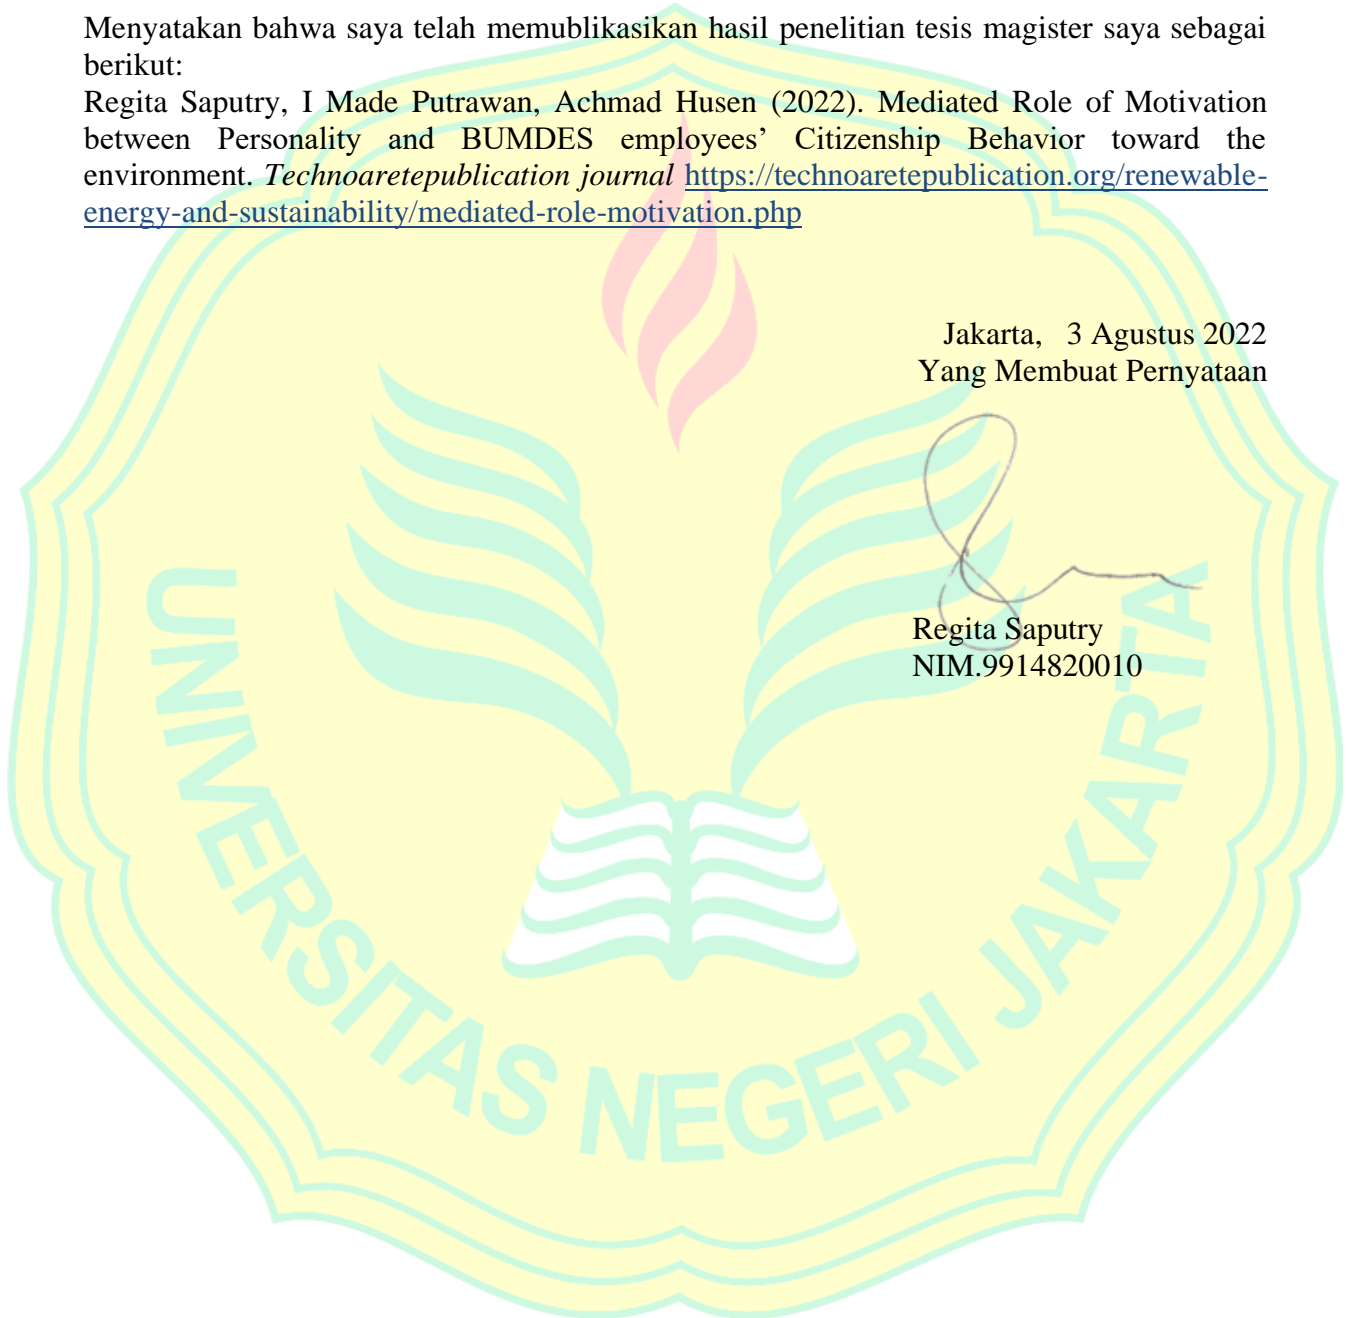 Menyatakan bahwa saya telah memublikasikan hasil penelitian tesis magister saya sebagai
berikut:
Regita Saputry, I Made Putrawan, Achmad Husen (2022). Mediated Role of Motivation
between Personality and BUMDES employees’ Citizenship Behavior toward the
environment. Technoaretepublication journal https://technoaretepublication.org/renewable-
energy-and-sustainability/mediated-role-motivation.php
Jakarta, 3 Agustus 2022
Yang Membuat Pernyataan
Regita Saputry
NIM.9914820010
UNIVERSITAS NEGERI JAKARTA